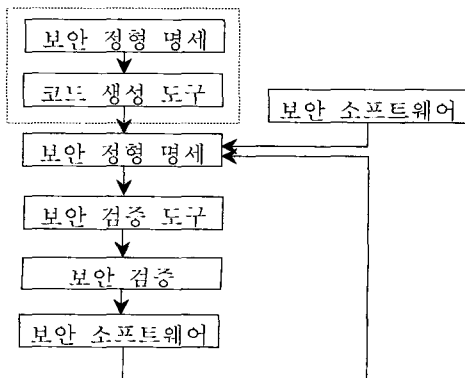 보안 정형 명세
코드 생성 도구
보안 소프트웨어
보안 정형 명세
보안 검증 도구
보안 검증
보안 소프트웨어